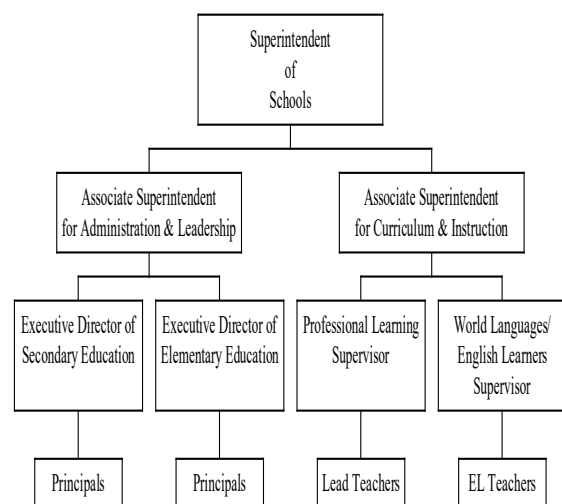 Superintendent
of
Schools
Associate Superintendent
for Administration & Leadership
Associate Superintendent
for Curriculum & Instruction
Executive Director of
Secondary Education
Executive Director of
Elementary Education
Professional Learning
Supervisor
World Languages/
English Learners
Supervisor
Principals
Principals
Lead Teachers
EL Teachers